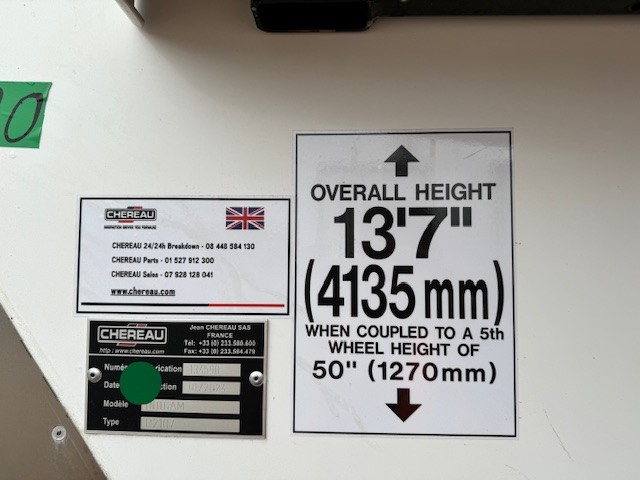 OVERALL HEIGHT
13'7"
(4135 mm)
WHEN COUPLED TO A 5th
WHEEL HEIGHT OF
50" (1270mm)
CHEREAU
CHEREAU 24/24h Breakdown - 08 448 584 130
CHEREAU Parts - 01 527 912 300
CHEREAU Sales - 07 928 128 041
www.chereau.com
CHEREAU
http : www.chereau.com
Jean CHEREAU SAS
FRANCE
Tél: +33 (0) 233.580.600
Fax: +33 (0) 233.564.479
Date
Modèle
Type